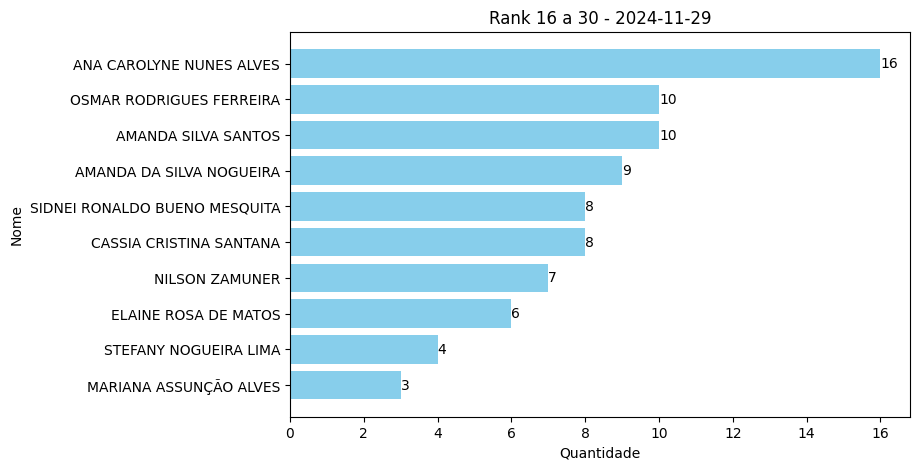 Rank 16 a 30 - 2024-11-29
Nome
ANA CAROLYNE NUNES ALVES 16
OSMAR RODRIGUES FERREIRA 10
AMANDA SILVA SANTOS 10
AMANDA DA SILVA NOGUEIRA 9
SIDNEI RONALDO BUENO MESQUITA 8
CASSIA CRISTINA SANTANA 8
NILSON ZAMUNER 7
ELAINE ROSA DE MATOS 6
STEFANY NOGUEIRA LIMA 4
MARIANA ASSUNÇÃO ALVES 3
0 2 4 6 8 10 12 14 16
Quantidade